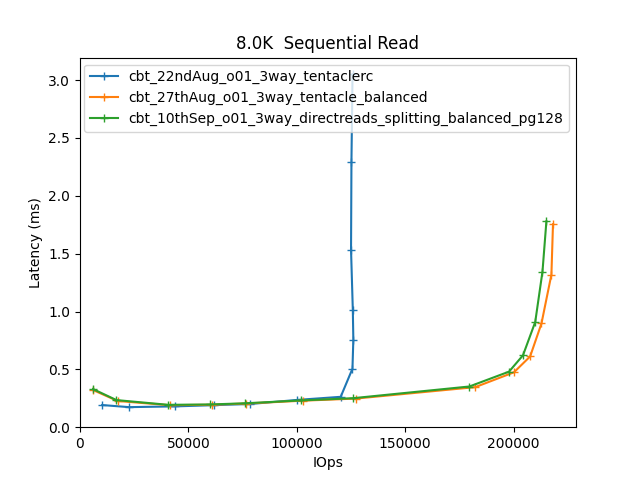 8.0K  Sequential Read
cbt_22ndAug_o01_3way_tentaclerc
cbt_27thAug_o01_3way_tentacle_balanced
cbt_10thSep_o01_3way_directreads_splitting_balanced_pg128
Latency (ms)
3.0
2.5
2.0
1.5
1.0
0.5
0.0
0 50000 100000 150000 200000
IOps